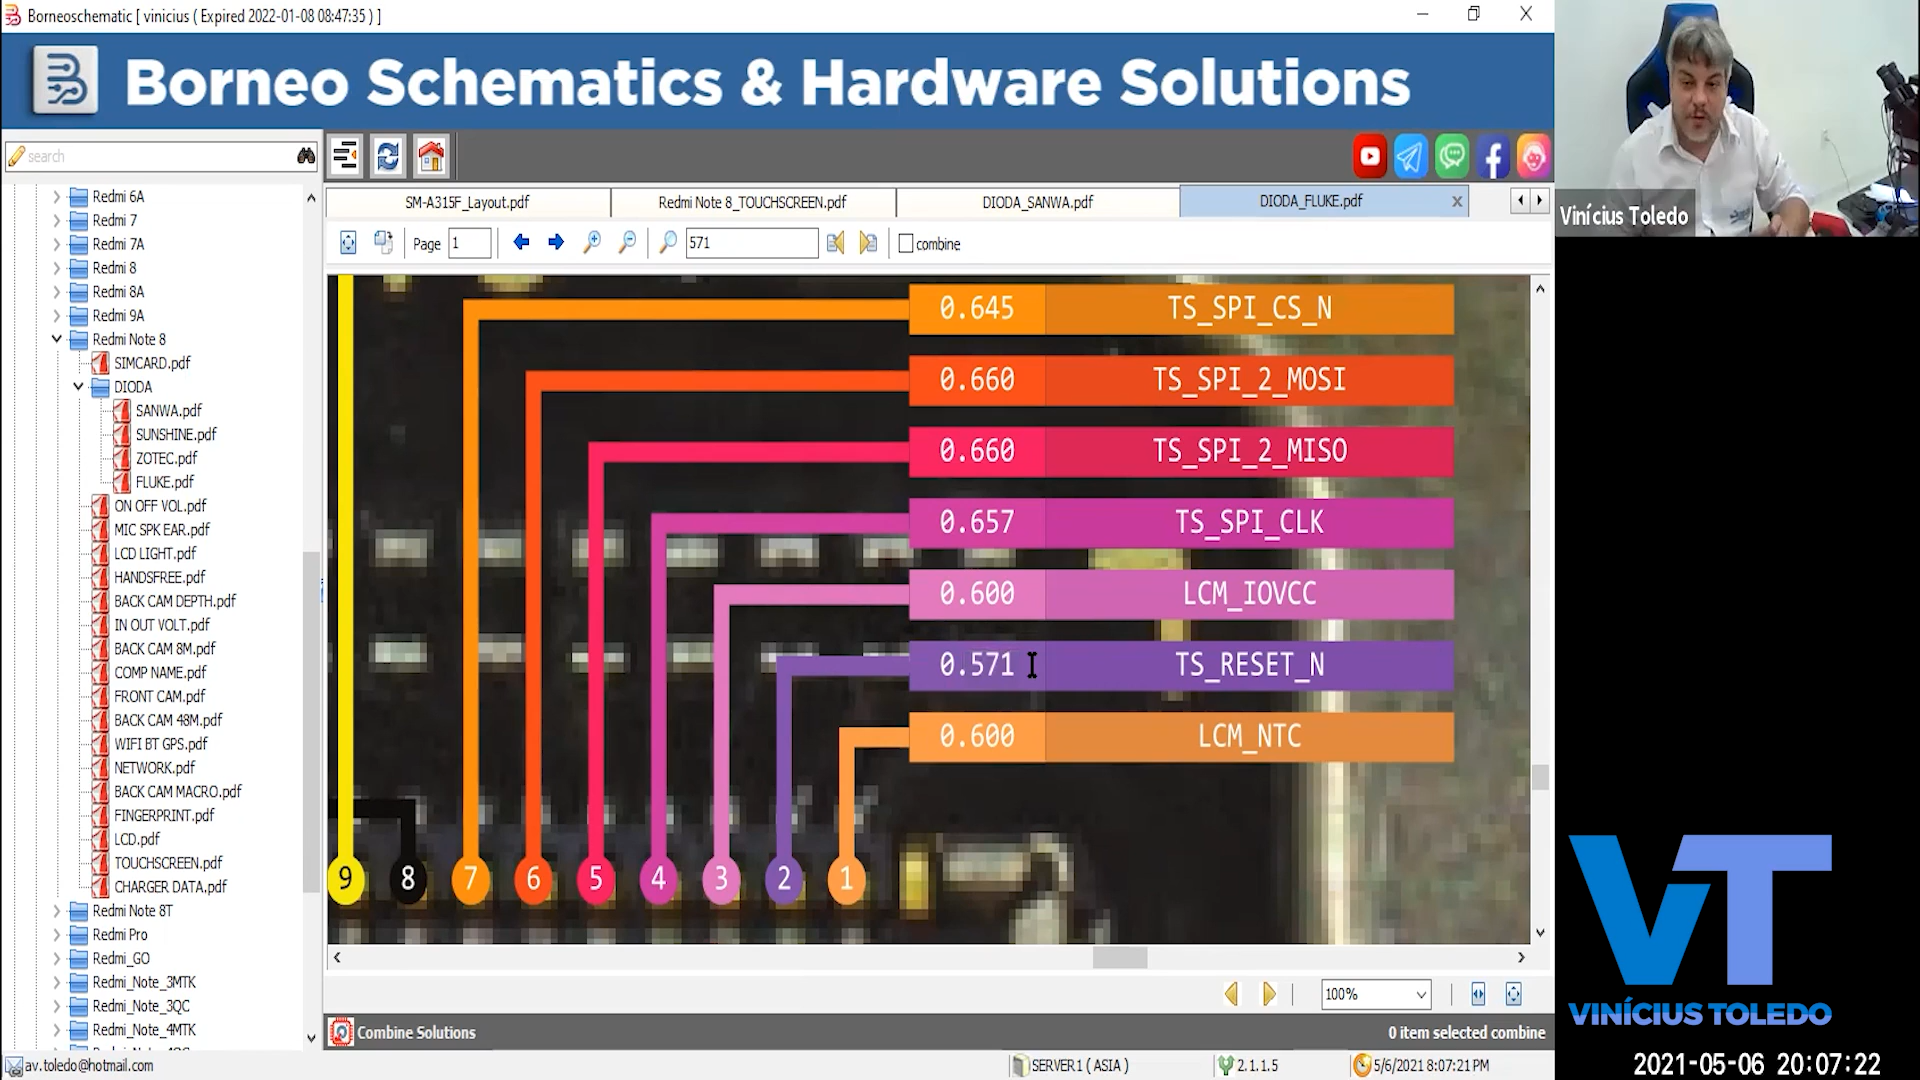 Borneoschematic [ vinicius ( Expired 2022-01-08 08:47:35 ) ]
Borneo Schematics & Hardware Solutions
search
Redmi 6A
Redmi 7
Redmi 7A
Redmi 8
Redmi 8A
Redmi 9A
Redmi Note 8
SIMCARD.pdf
DIODA
SANWA.pdf
SUNSHINE.pdf
ZOTEC.pdf
FLUKE.pdf
ON OFF VOL.pdf
MIC SPK EAR.pdf
LCD LIGHT.pdf
HANDSFREE.pdf
BACK CAM DEPTH.pdf
IN OUT VOLT.pdf
BACK CAM 8M.pdf
COMP NAME.pdf
FRONT CAM.pdf
BACK CAM 48M.pdf
WIFI BT GPS.pdf
NETWORK.pdf
BACK CAM MACRO.pdf
FINGERPRINT.pdf
LCD.pdf
TOUCHSCREEN.pdf
CHARGER DATA.pdf
Redmi Note 8T
Redmi Pro
Redmi_GO
Redmi_Note_3MTK
Redmi_Note_3QC
Redmi_Note_4MTK
SM-A315F_Layout.pdf
Redmi Note 8_TOUCHSCREEN.pdf
DIODA_SANWA.pdf
DIODA_FLUKE.pdf
Page 1
571
combine
0.645 TS_SPI_CS_N
0.660 TS_SPI_2_MOSI
0.660 TS_SPI_2_MISO
0.657 TS_SPI_CLK
0.600 LCM_IOVCC
0.571 TS_RESET_N
0.600 LCM_NTC
9 8 7 6 5 4 3 2 1
100%
Combine Solutions
0 item selected combine
av.toledo@hotmail.com
SERVER1 ( ASIA )
2.1.1.5
5/6/2021 8:07:21 PM
Vinícius Toledo
VT
VINÍCIUS TOLEDO
2021-05-06 20:07:22